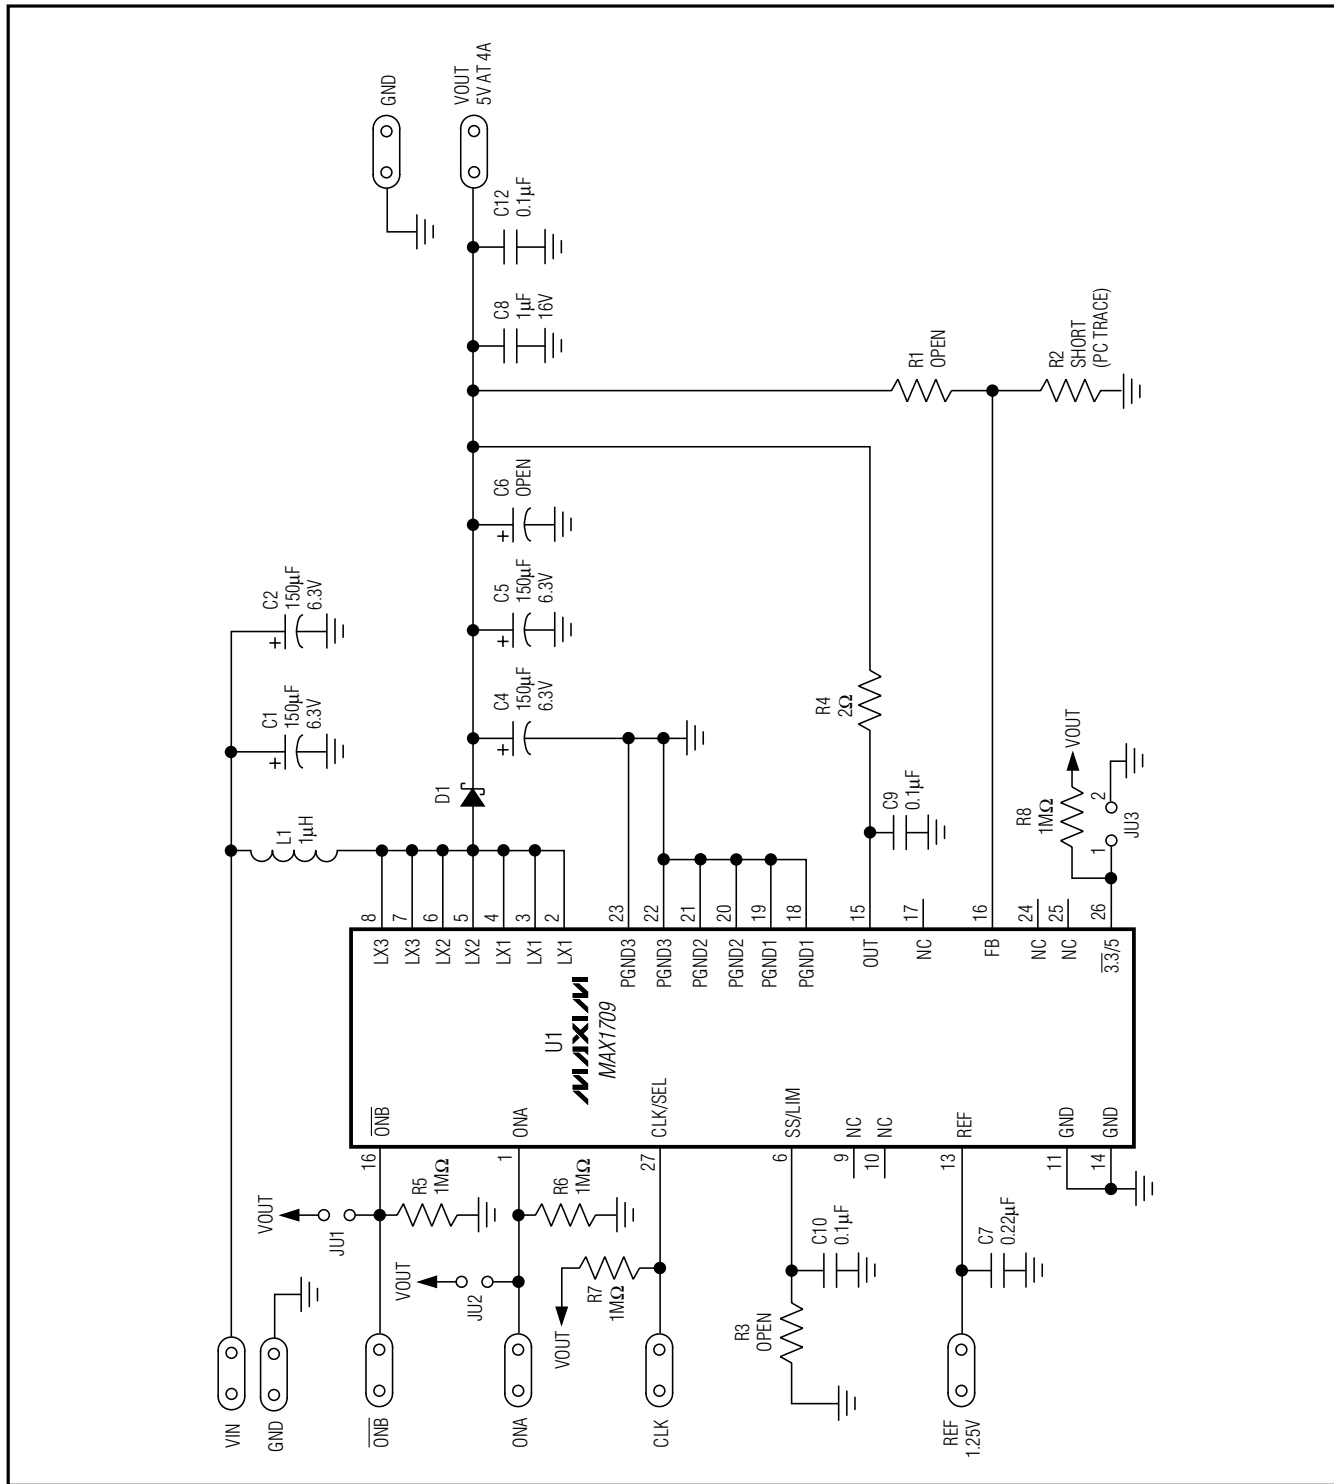 VIN
GND
ONB
ONA
CLK
REF
1.25V
VOUT
JU1
R5
1MΩ
VOUT
JU2
R6
1MΩ
VOUT
R7
1MΩ
R3
OPEN
C10
0.1µF
C7
0.22µF
16
1
27
6
9
10
13
11
14
ONB
ONA
CLK/SEL
SS/LIM
NC
NC
REF
GND
GND
U1
MAXIM
MAX1709
LX3
LX3
LX2
LX2
LX1
LX1
LX1
PGND3
PGND3
PGND2
PGND2
PGND1
PGND1
OUT
NC
FB
NC
NC
3.3/5
8
7
6
5
4
3
2
23
22
21
20
19
18
15
17
16
24
25
26
L1
1µH
C1
150µF
6.3V
C2
150µF
6.3V
D1
C4
150µF
6.3V
C5
150µF
6.3V
C6
OPEN
C8
1µF
16V
C12
0.1µF
GND
VOUT
5V AT 4A
C9
0.1µF
R4
2Ω
R1
OPEN
R2
SHORT
(PC TRACE)
R8
1MΩ
VOUT
1
2
JU3
+
+
+
+
+